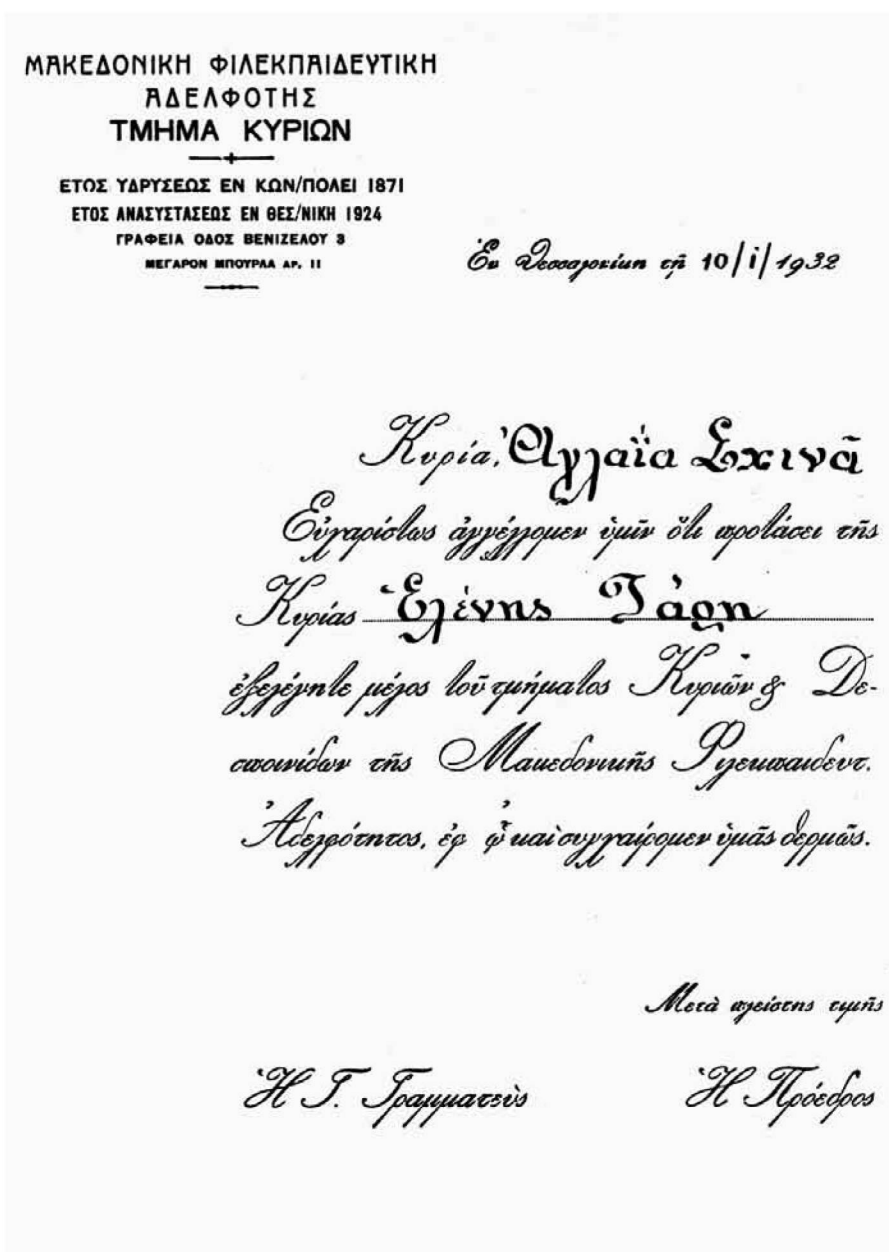 ΜΑΚΕΔΟΝΙΚΗ ΦΙΛΕΚΠΑΙΔΕΥΤΙΚΗ
ΑΔΕΛΦΟΤΗΣ
ΤΜΗΜΑ ΚΥΡΙΩΝ
ΕΤΟΣ ΥΔΡΥΣΕΩΣ ΕΝ ΚΩΝ/ΠΟΛΕΙ 1871
ΕΤΟΣ ΑΝΑΣΥΣΤΑΣΕΩΣ ΕΝ ΘΕΣ/ΝΙΚΗ 1924
ΓΡΑΦΕΙΑ ΟΔΟΣ ΒΕΝΙΖΕΛΟΥ 3
ΜΕΓΑΡΟΝ ΜΠΟΥΡΛΑ ΑΡ. 11
Ἐν Θεσσαλονίκῃ τῇ 10/i/1932
Κυρία, Ἀγλαΐα Σχινᾶ
Εὐχαρίστως ἀγγέλλομεν ὑμῖν ὅτι προτάσει τῆς
Κυρίας Ἑλένης Γάρη
ἐξελέγητε μέλος τοῦ τμήματος Κυριῶν & Δε-
σποινίδων τῆς Μακεδονικῆς Φιλεκπαιδευτ.
Ἀδελφότητος, ἐφ ᾧ καὶ συγχαίρομεν ὑμᾶς θερμῶς.
Μετὰ πλείστης τιμῆς
Ἡ Γ. Γραμματεὺς
Ἡ Πρόεδρος